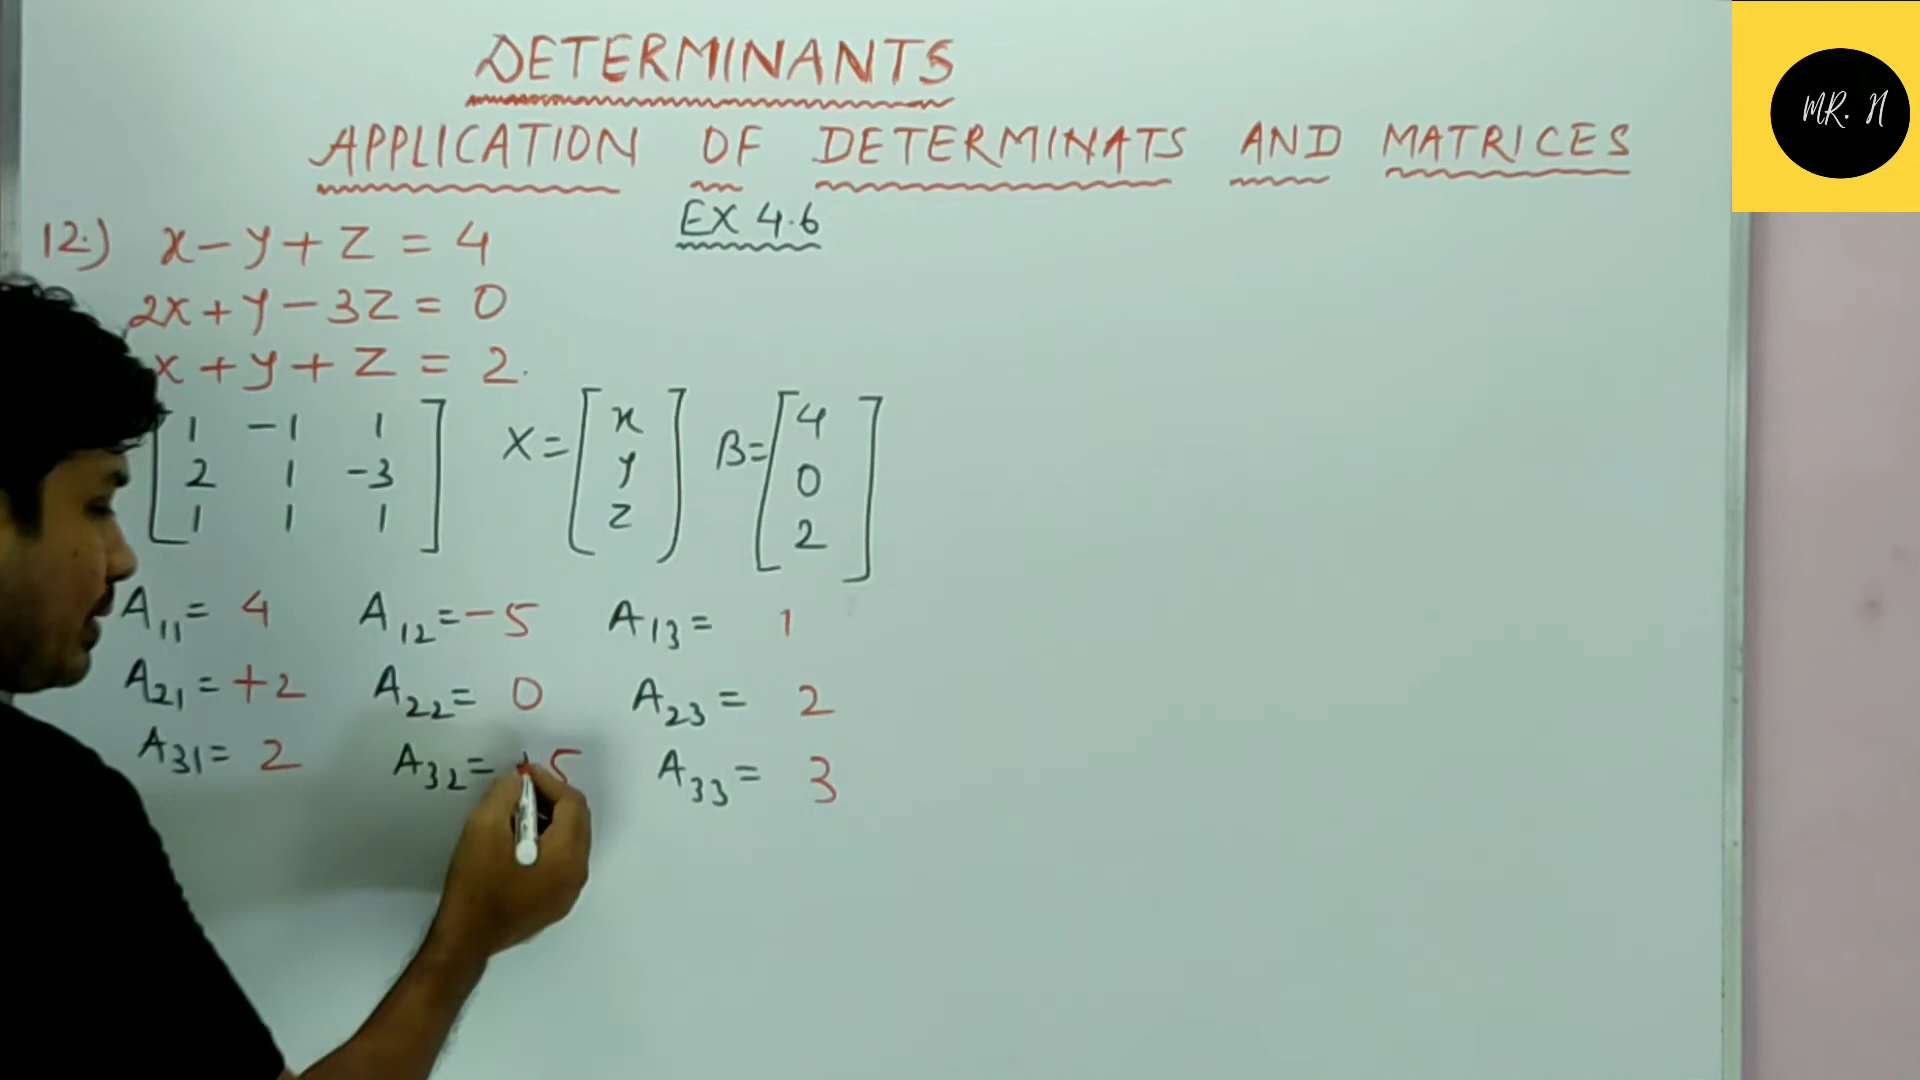 DETERMINANTS
APPLICATION OF DETERMINATS AND MATRICES
MR. N
EX 4.6
12.) x-y+z = 4
2x+y-3z = 0
x+y+z = 2.
[1 -1 1] X= [x] B= [4]
[2 1 -3] [y] [0]
[1 1 1] [z] [2]
A11= 4 A12=-5 A13= 1
A21=+2 A22= 0 A23= 2
A31= 2 A32=+5 A33= 3